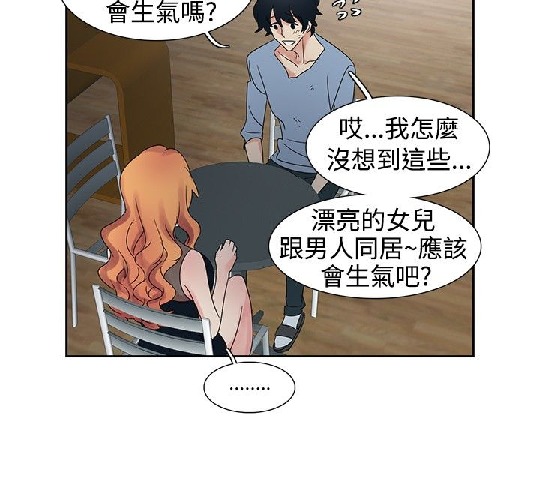 會生氣嗎?
哎...我怎麼
沒想到這些...
漂亮的女兒
跟男人同居~應該
會生氣吧?
........